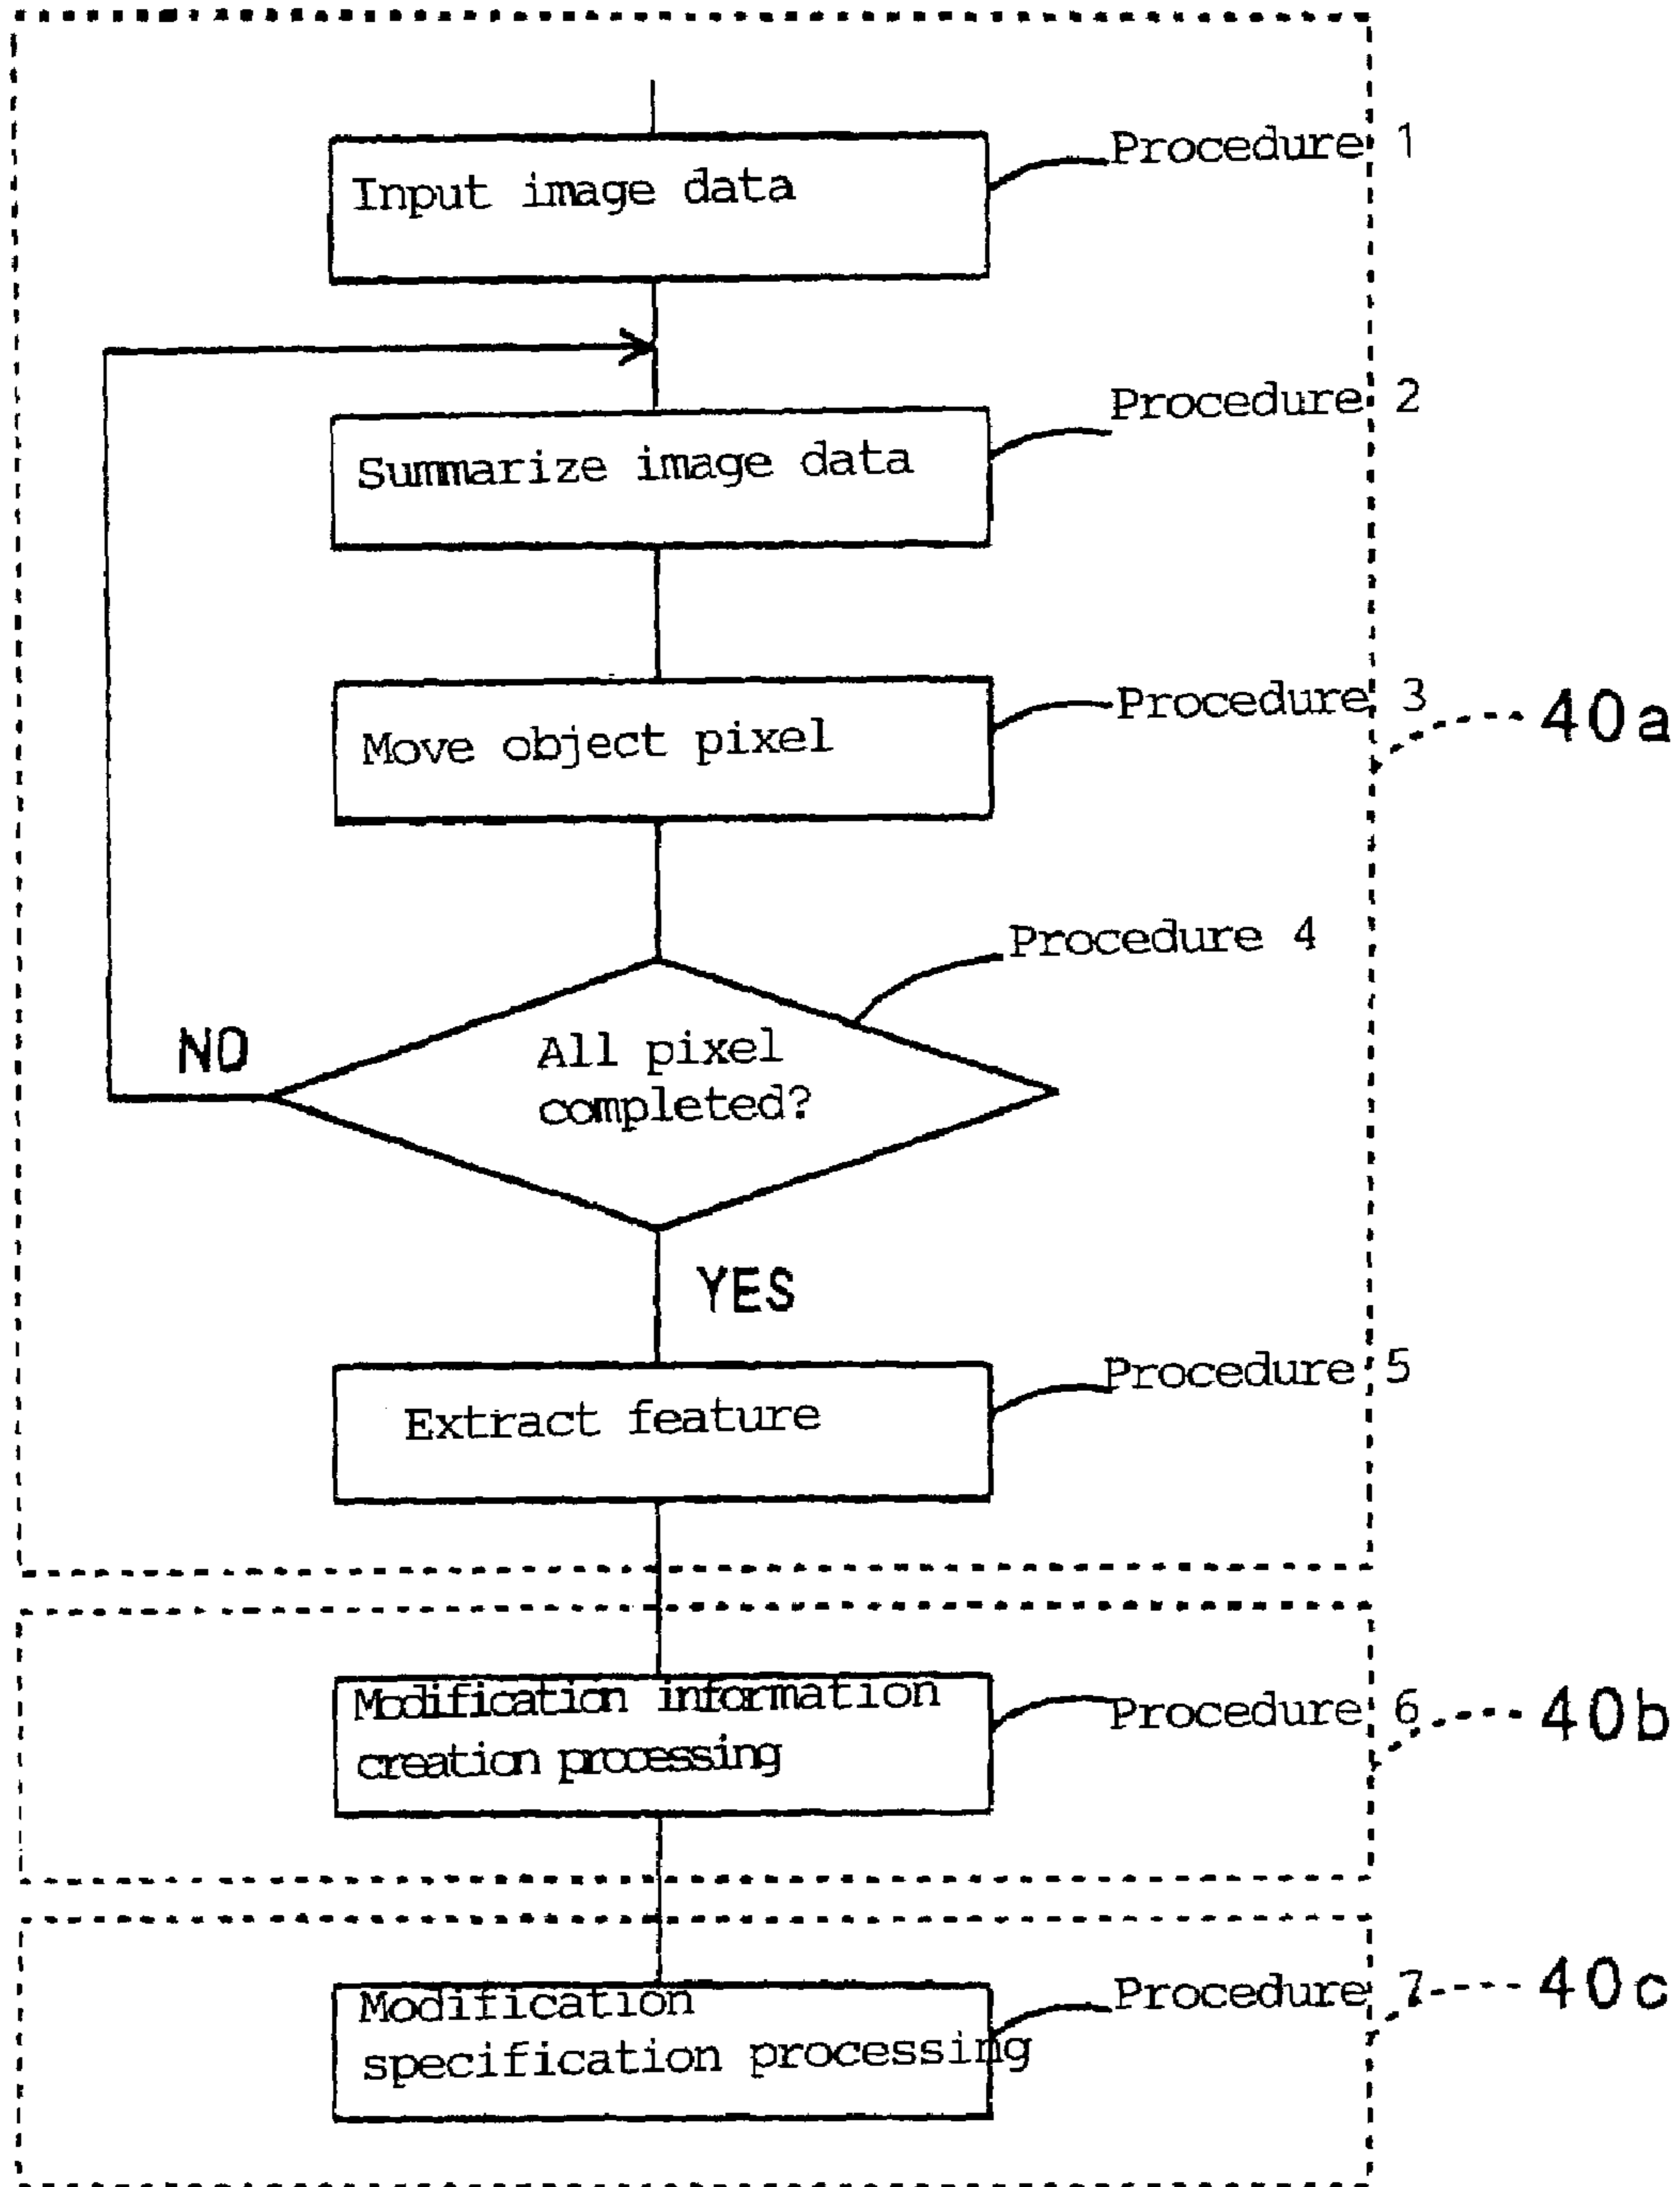 Procedure 1
Input image data
Procedure 2
Summarize image data
Procedure 3
40a
Move object pixel
Procedure 4
NO
All pixel
completed?
YES
Procedure 5
Extract feature
Modification information
creation processing
Procedure 6
40b
Modification
specification processing
Procedure 7
40c